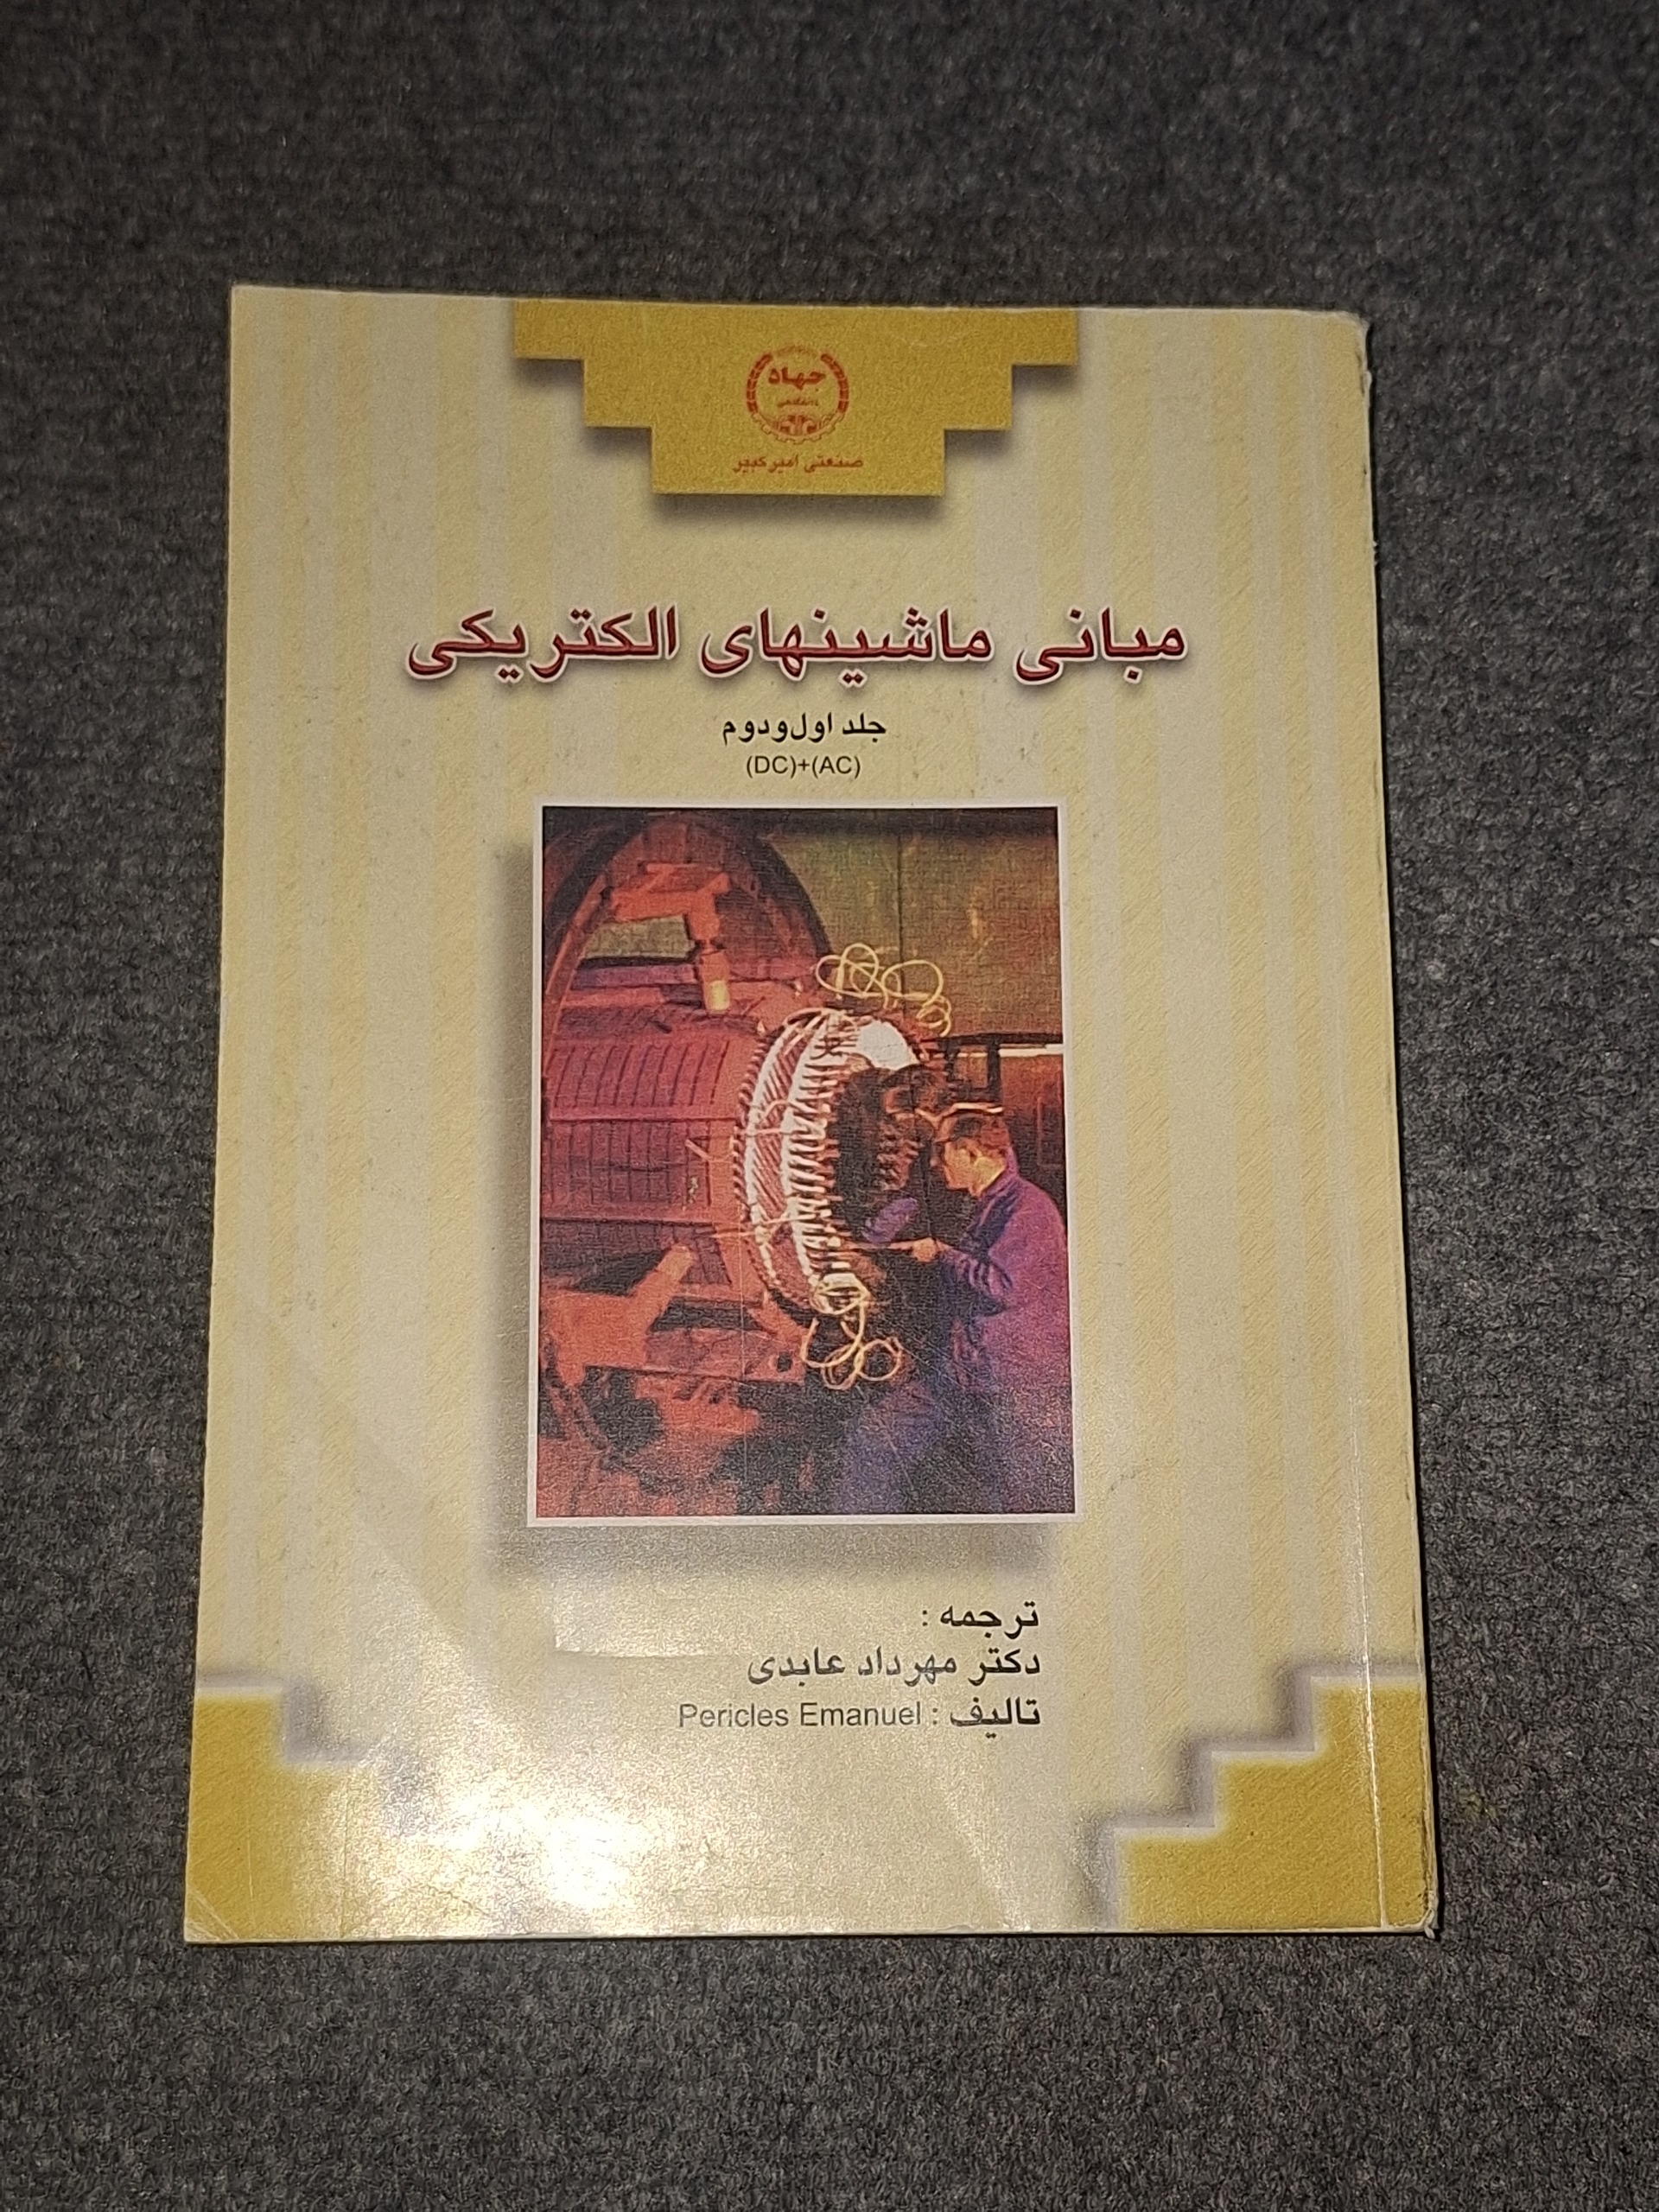 جهاد
دانشگاهی
صنعتی امیرکبیر
مبانی ماشینهای الکتریکی
جلد اول و دوم
(DC)+(AC)
ترجمه :
دکتر مهرداد عابدی
تالیف : Pericles Emanuel